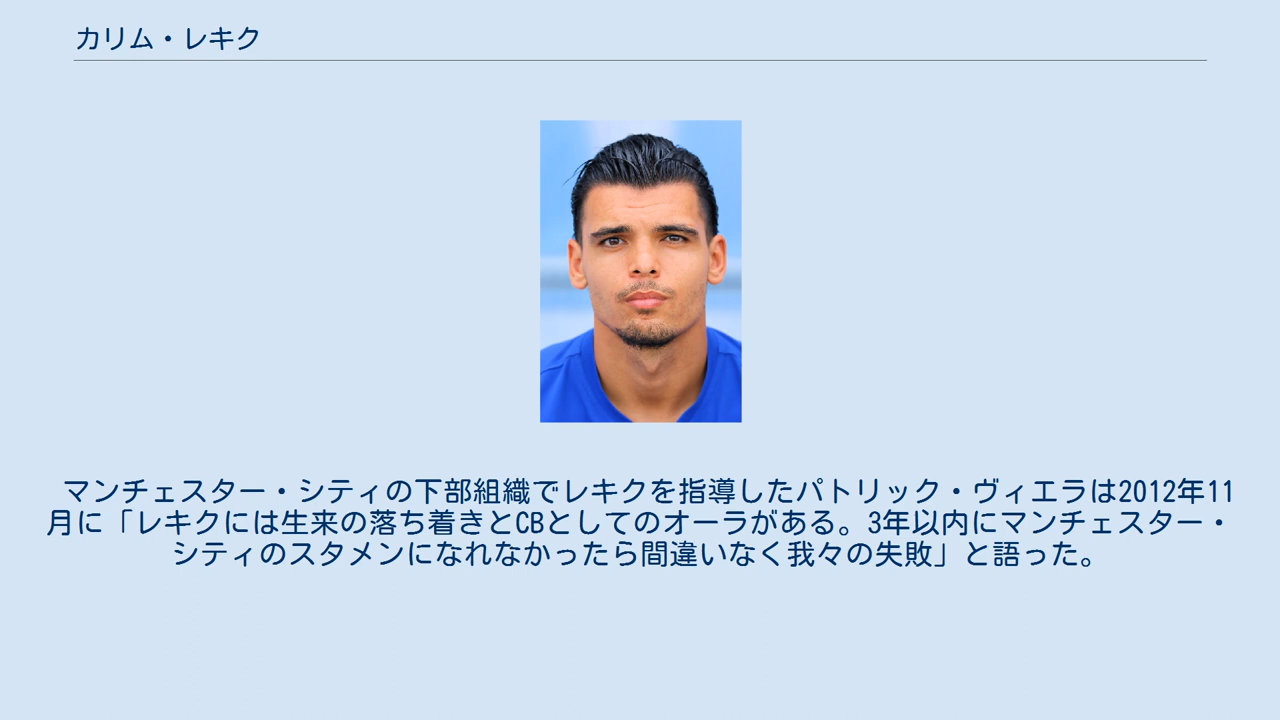 カリム・レキク
マンチェスター・シティの下部組織でレキクを指導したパトリック・ヴィエラは2012年11
月に「レキクには生来の落ち着きとCBとしてのオーラがある。3年以内にマンチェスター・
シティのスタメンになれなかったら間違いなく我々の失敗」と語った。